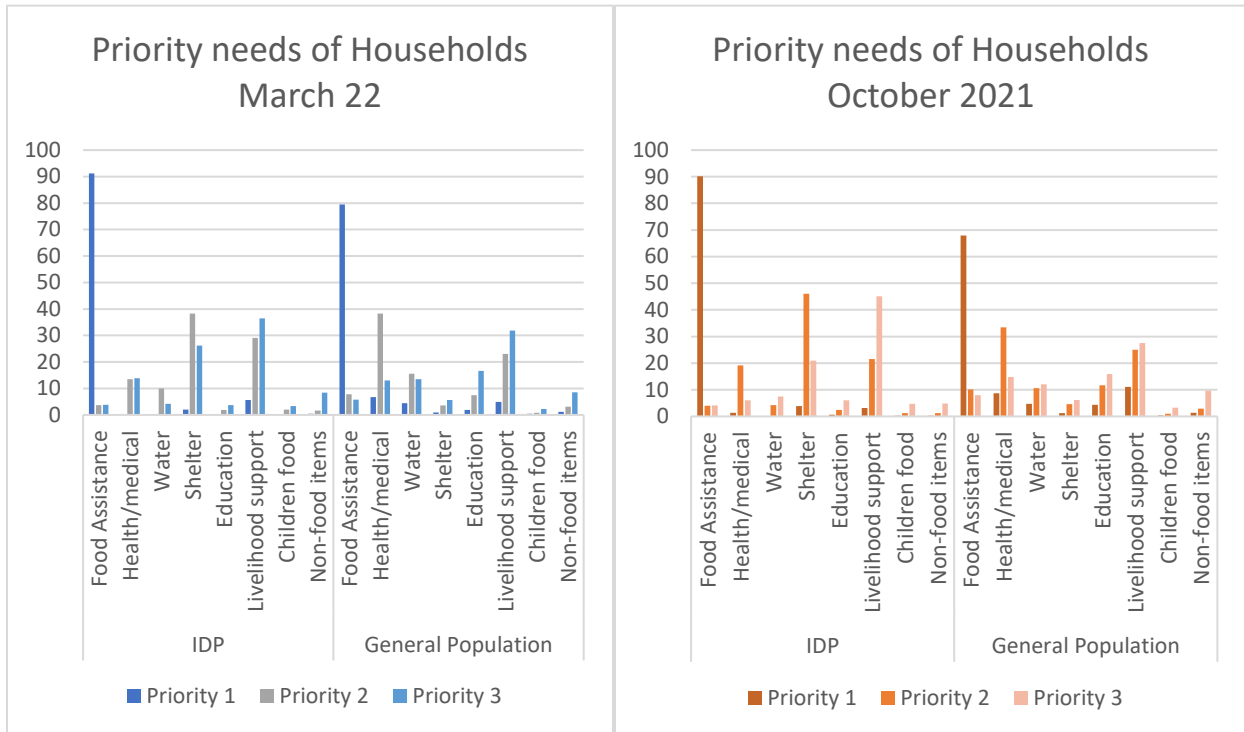 Priority needs of Households
March 22
100
90
80
70
60
50
40
30
20
10
0
Food Assistance
Health/medical
Water
Shelter
Education
Livelihood support
Children food
Non-food items
Food Assistance
Health/medical
Water
Shelter
Education
Livelihood support
Children food
Non-food items
IDP
General Population
Priority 1
Priority 2
Priority 3
Priority needs of Households
October 2021
100
90
80
70
60
50
40
30
20
10
0
Food Assistance
Health/medical
Water
Shelter
Education
Livelihood support
Children food
Non-food items
Food Assistance
Health/medical
Water
Shelter
Education
Livelihood support
Children food
Non-food items
IDP
General Population
Priority 1
Priority 2
Priority 3